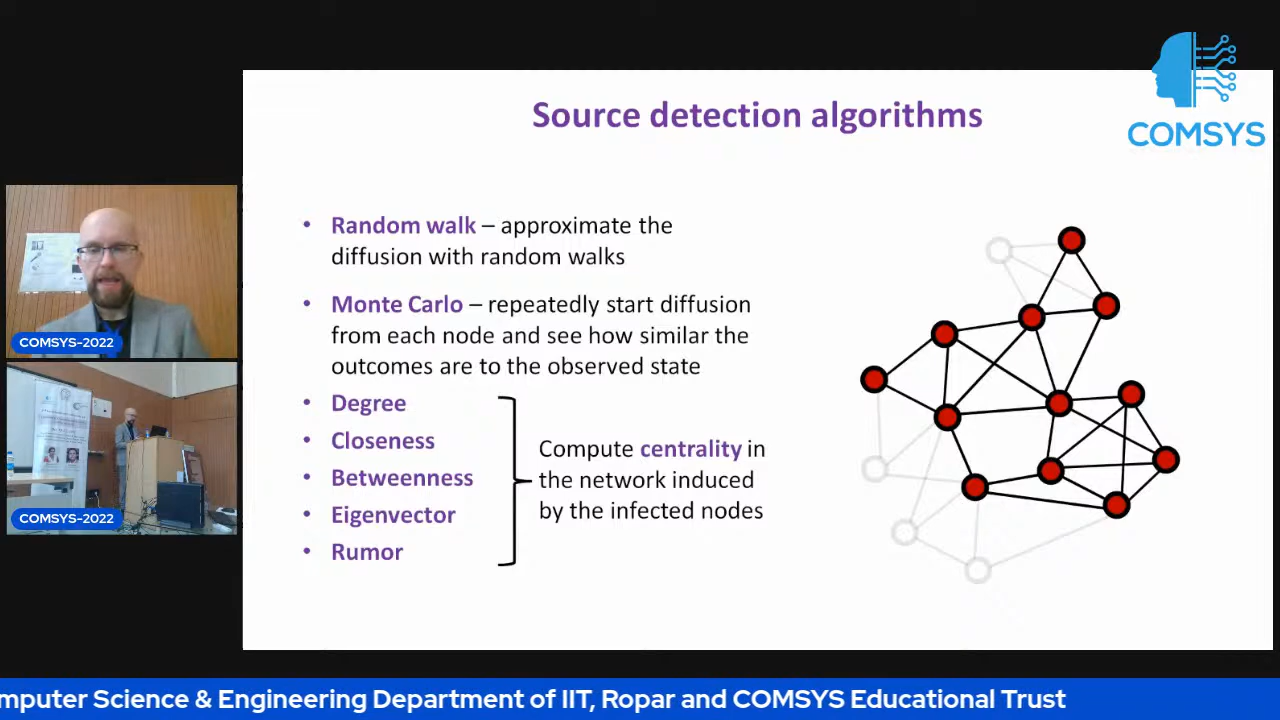 COMSYS
Source detection algorithms
• Random walk – approximate the
diffusion with random walks
• Monte Carlo – repeatedly start diffusion
from each node and see how similar the
outcomes are to the observed state
• Degree
• Closeness
• Betweenness
• Eigenvector
• Rumor
Compute centrality in
the network induced
by the infected nodes
COMSYS-2022
COMSYS-2022
mputer Science & Engineering Department of IIT, Ropar and COMSYS Educational Trust